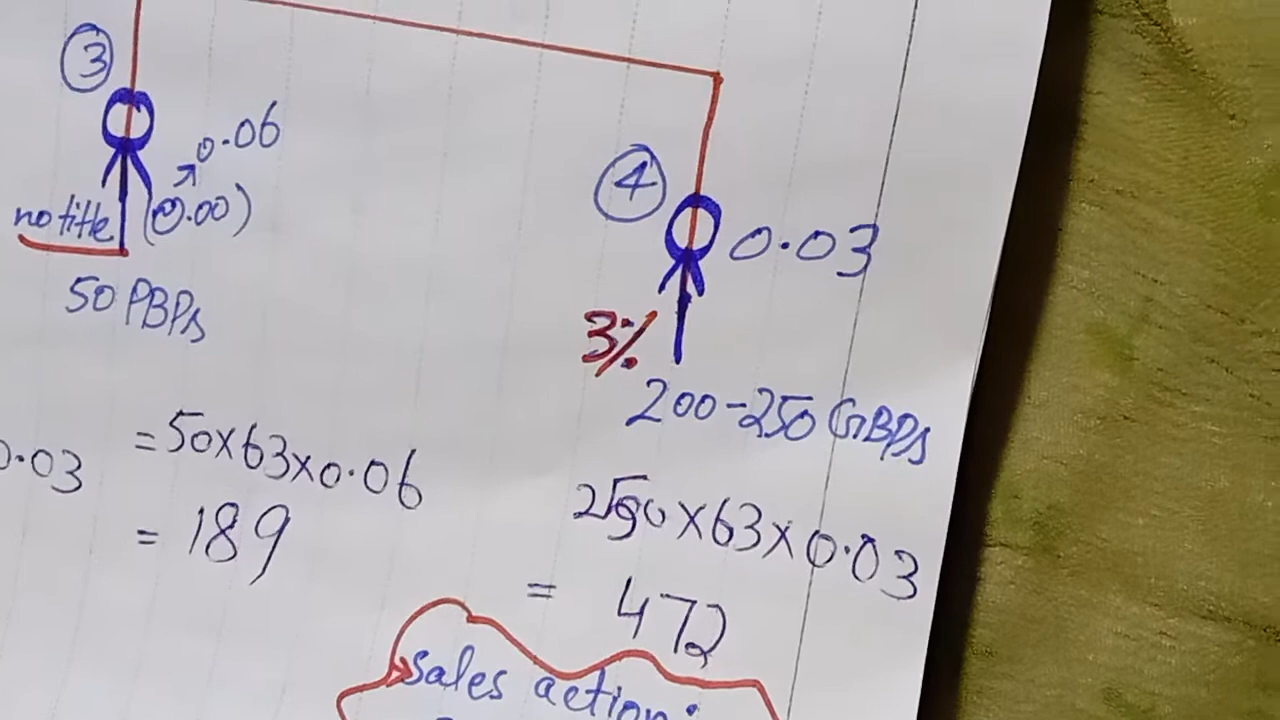 3
0.06
no title (0.00)
50 PBPs
4
0.03
3%
200-250 GBPs
0.03
=50x63x0.06
= 189
250x63x0.03
= 472
sales action: